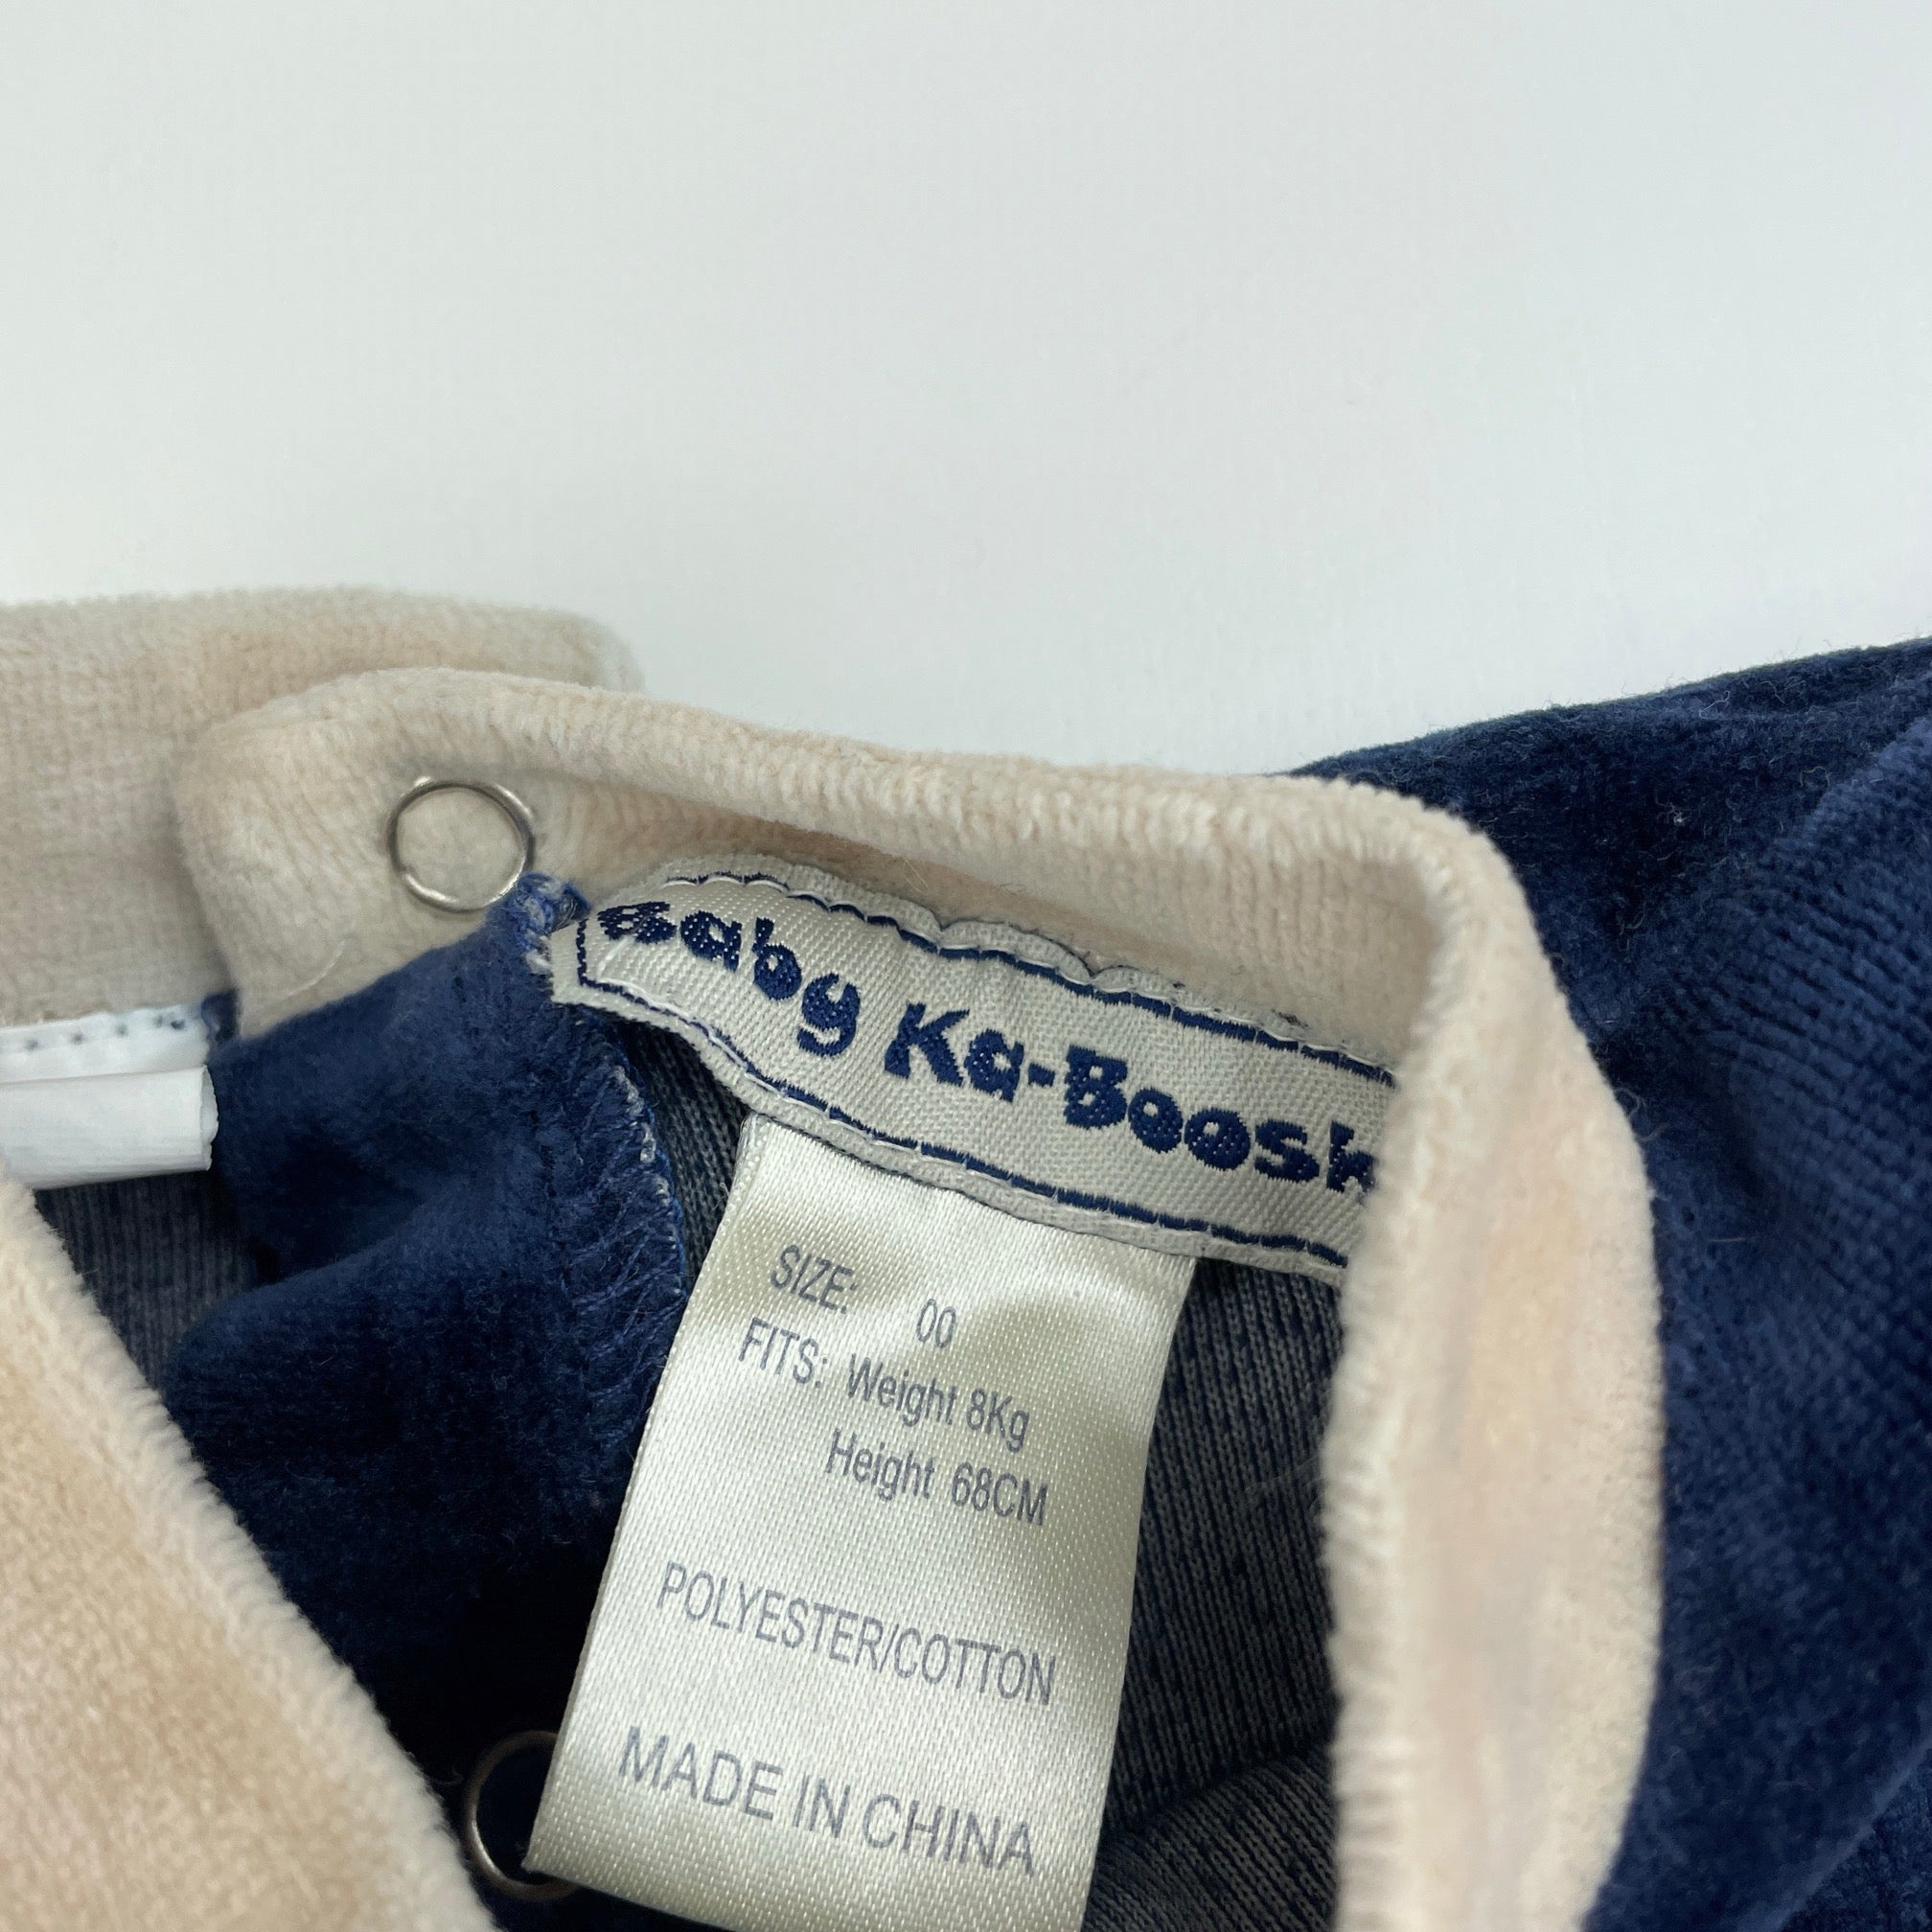 Baby Ka-Boosh
SIZE: 00
FITS: Weight 8Kg
Height 68CM
POLYESTER/COTTON
MADE IN CHINA